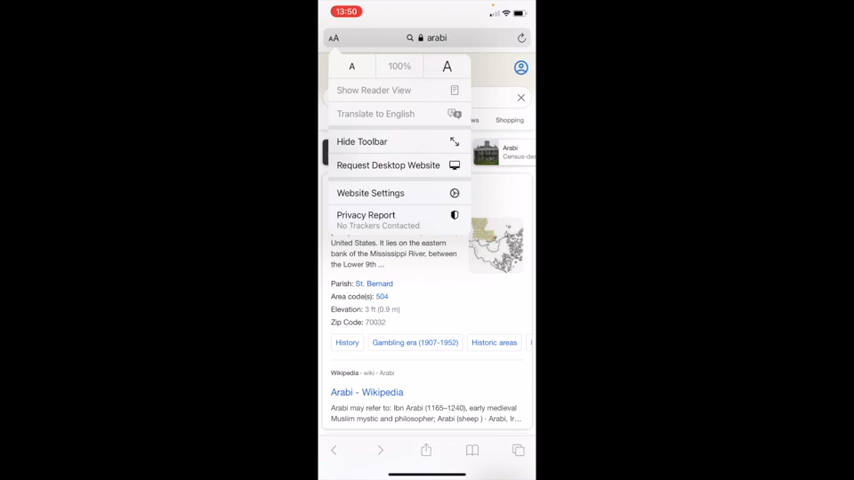 13:50
AA arabi
A 100% A
Show Reader View
Translate to English
ws Shopping
Hide Toolbar
Arabi
Census-des
Request Desktop Website
Website Settings
Privacy Report
No Trackers Contacted
United States. It lies on the eastern
bank of the Mississippi River, between
the Lower 9th ...
Parish: St. Bernard
Area code(s): 504
Elevation: 3 ft (0.9 m)
Zip Code: 70032
History Gambling era (1907-1952) Historic areas
Wikipedia › wiki › Arabi
Arabi - Wikipedia
Arabi may refer to: Ibn Arabi (1165–1240), early medieval
Muslim mystic and philosopher; Arabi (sheep ) · Arabi, Ir...